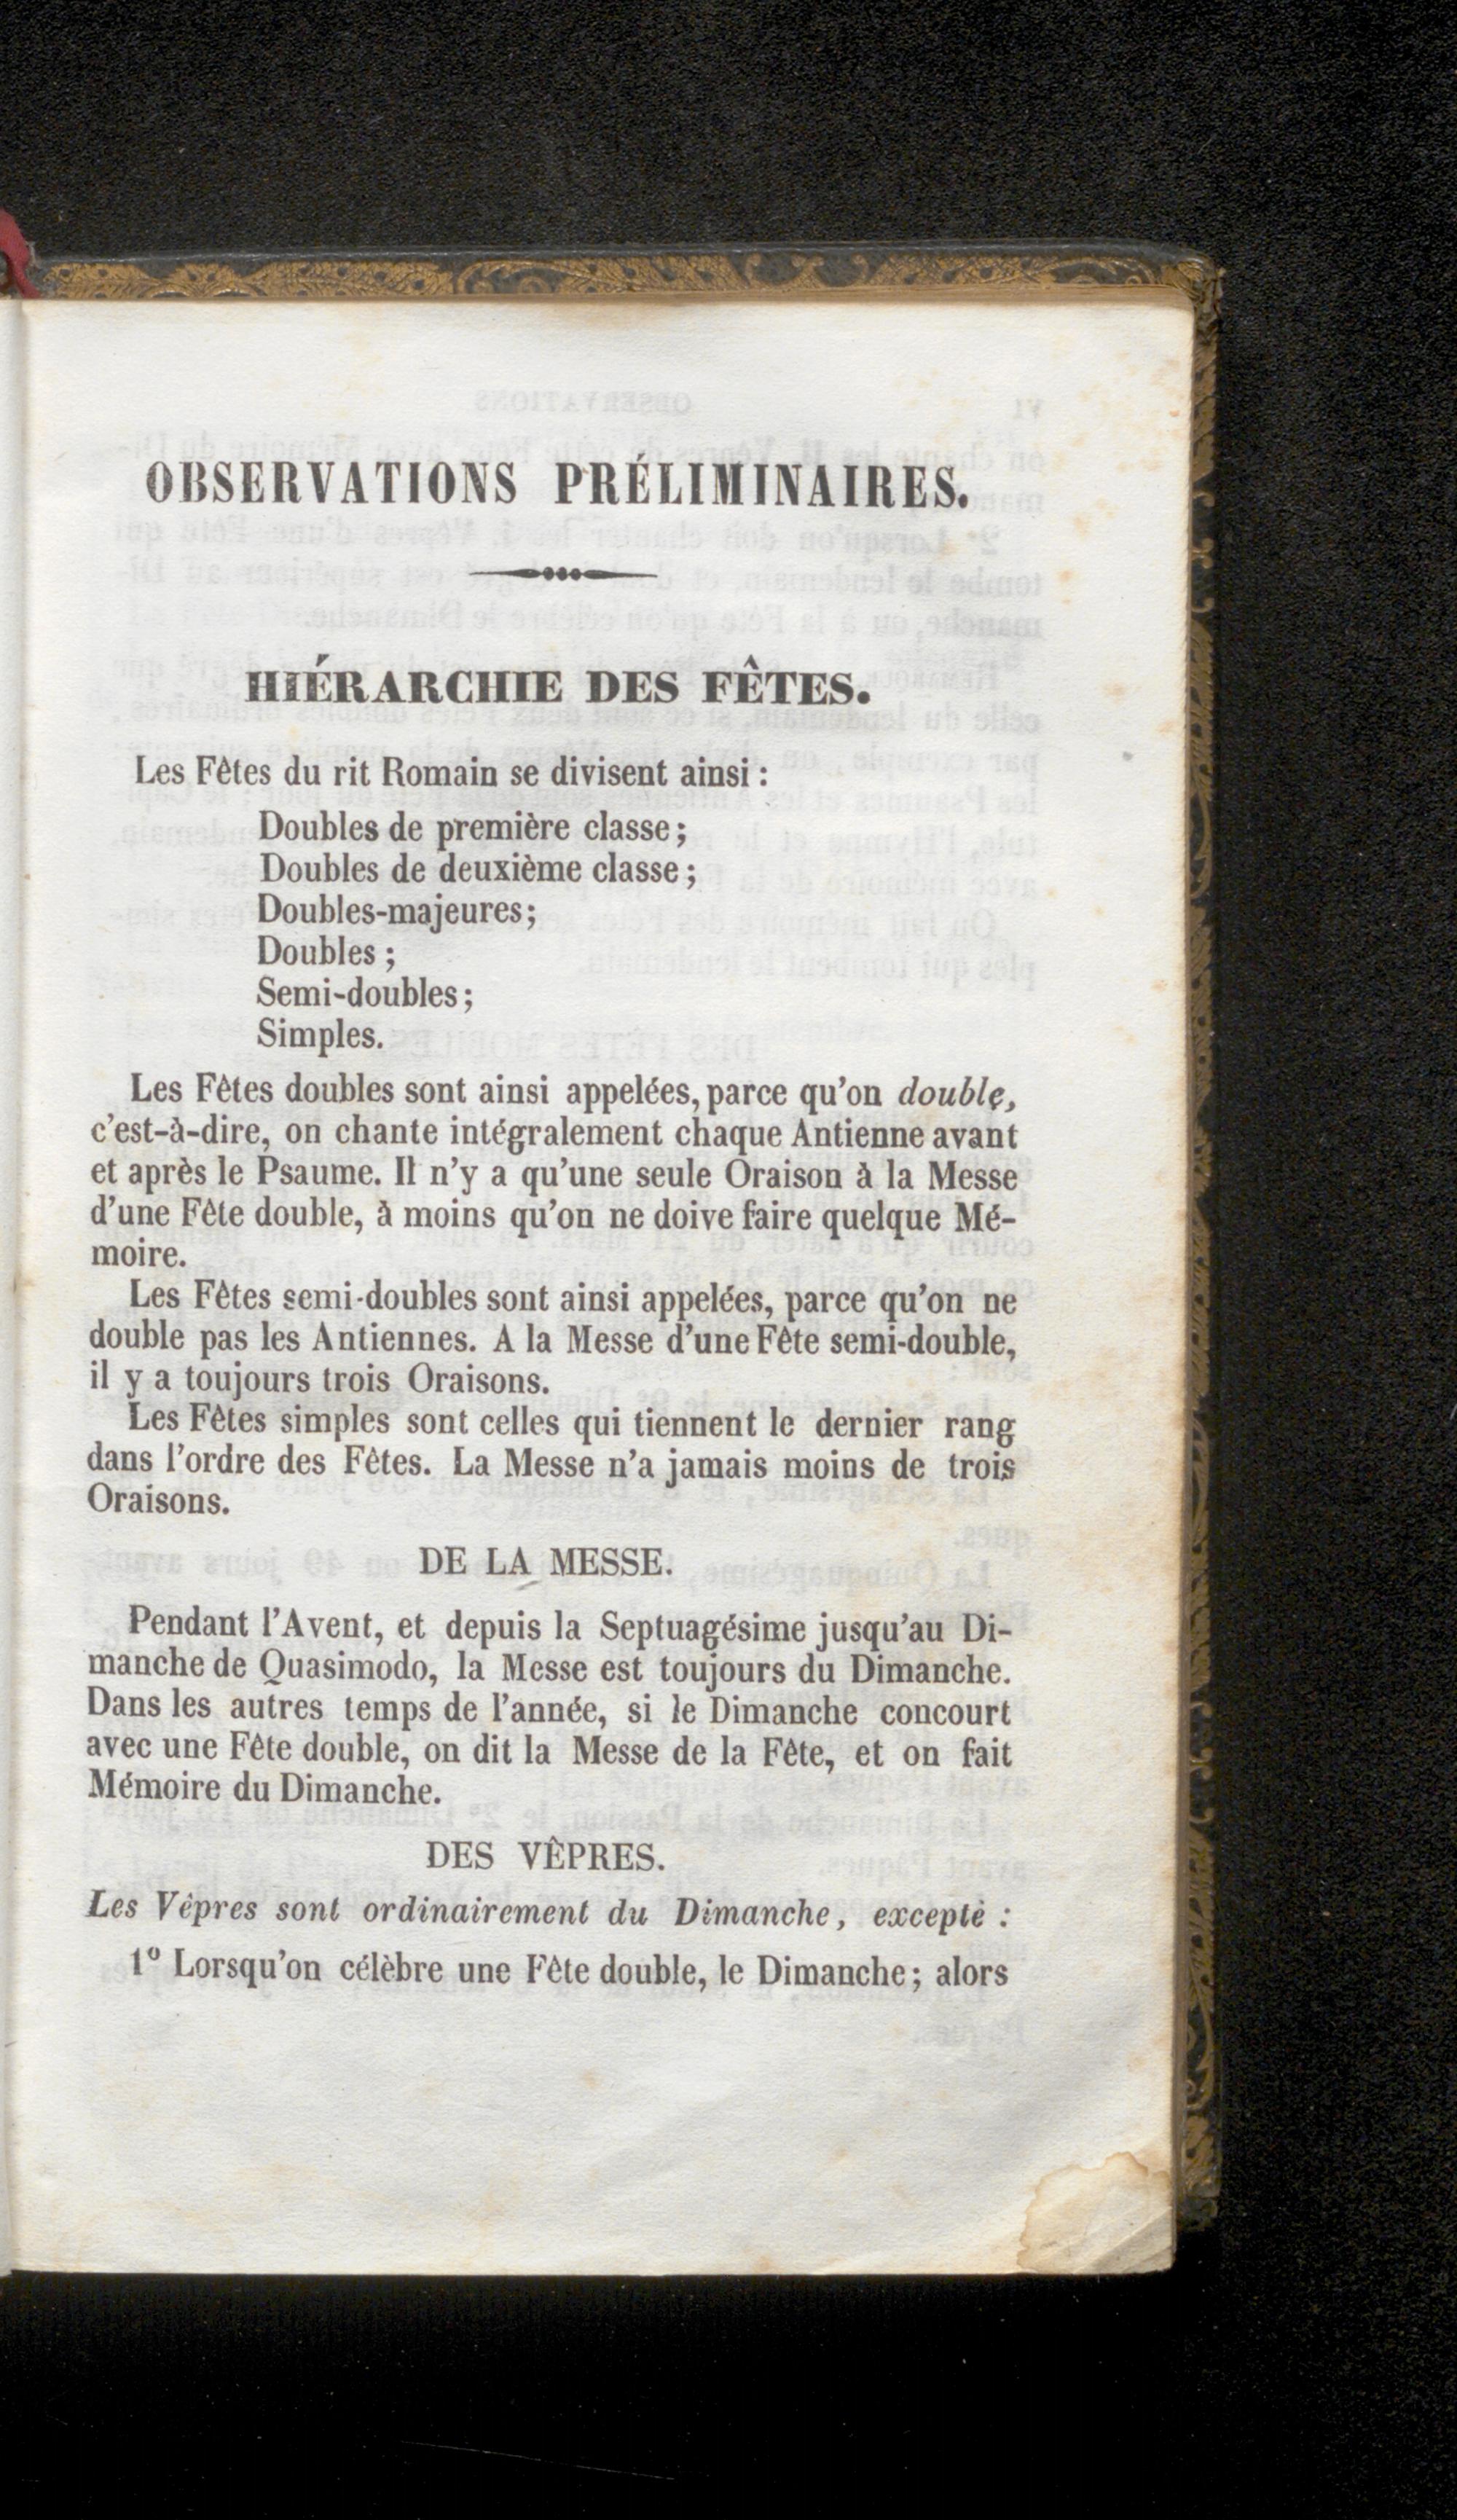 OBSERVATIONS PRÉLIMINAIRES.
HIÉRARCHIE DES FÊTES.
Les Fêtes du rit Romain se divisent ainsi :
Doubles de première classe ;
Doubles de deuxième classe ;
Doubles-majeures ;
Doubles ;
Semi-doubles ;
Simples.
Les Fêtes doubles sont ainsi appelées, parce qu'on double,
c'est-à-dire, on chante intégralement chaque Antienne avant
et après le Psaume. Il n'y a qu'une seule Oraison à la Messe
d'une Fête double, à moins qu'on ne doive faire quelque Mé-
moire.
Les Fêtes semi-doubles sont ainsi appelées, parce qu'on ne
double pas les Antiennes. A la Messe d'une Fête semi-double,
il y a toujours trois Oraisons.
Les Fêtes simples sont celles qui tiennent le dernier rang
dans l'ordre des Fêtes. La Messe n'a jamais moins de trois
Oraisons.
DE LA MESSE.
Pendant l'Avent, et depuis la Septuagésime jusqu'au Di-
manche de Quasimodo, la Messe est toujours du Dimanche.
Dans les autres temps de l'année, si le Dimanche concourt
avec une Fête double, on dit la Messe de la Fête, et on fait
Mémoire du Dimanche.
DES VÊPRES.
Les Vêpres sont ordinairement du Dimanche, excepté :
1º Lorsqu'on célèbre une Fête double, le Dimanche ; alors